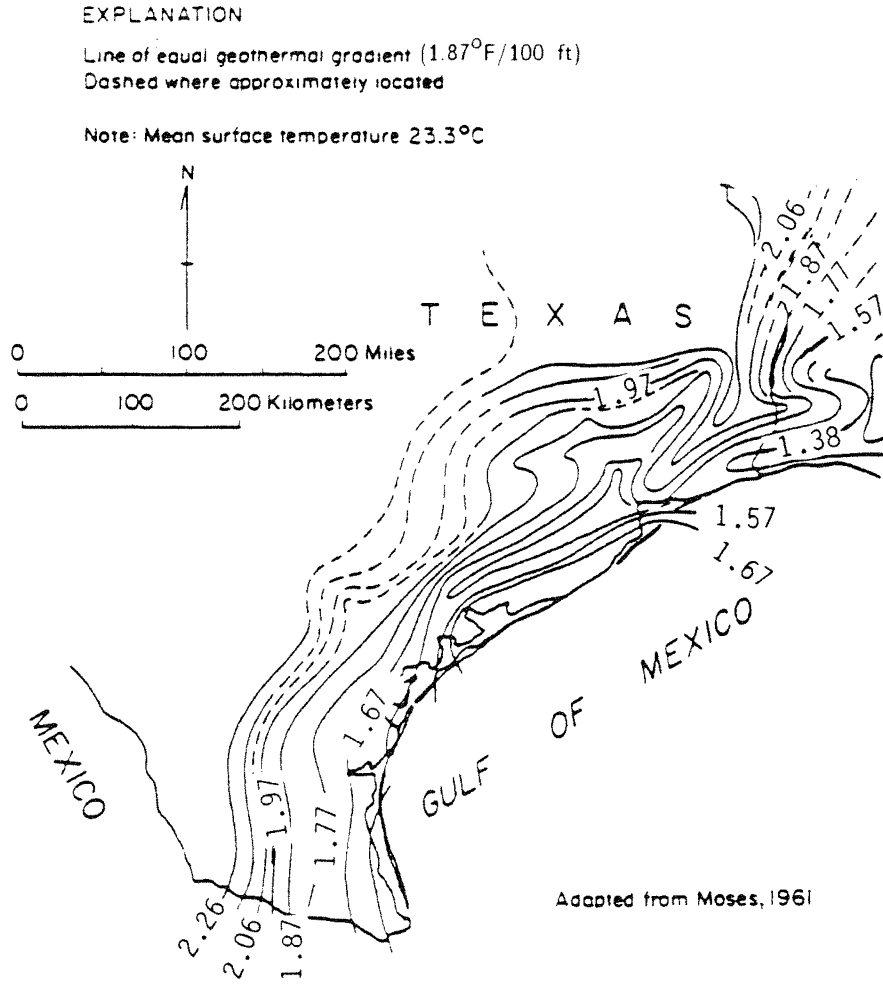 EXPLANATION
Line of equal geothermal gradient (1.87°F/100 ft)
Dashed where approximately located
Note: Mean surface temperature 23.3°C
N
TEXAS
0 100 200 Miles
0 100 200 Kilometers
2.06
1.87
1.77
1.57
1.97
1.38
1.57
1.67
MEXICO
GULF OF MEXICO
1.67
1.97
1.77
2.26
2.06
1.87
Adapted from Moses, 1961